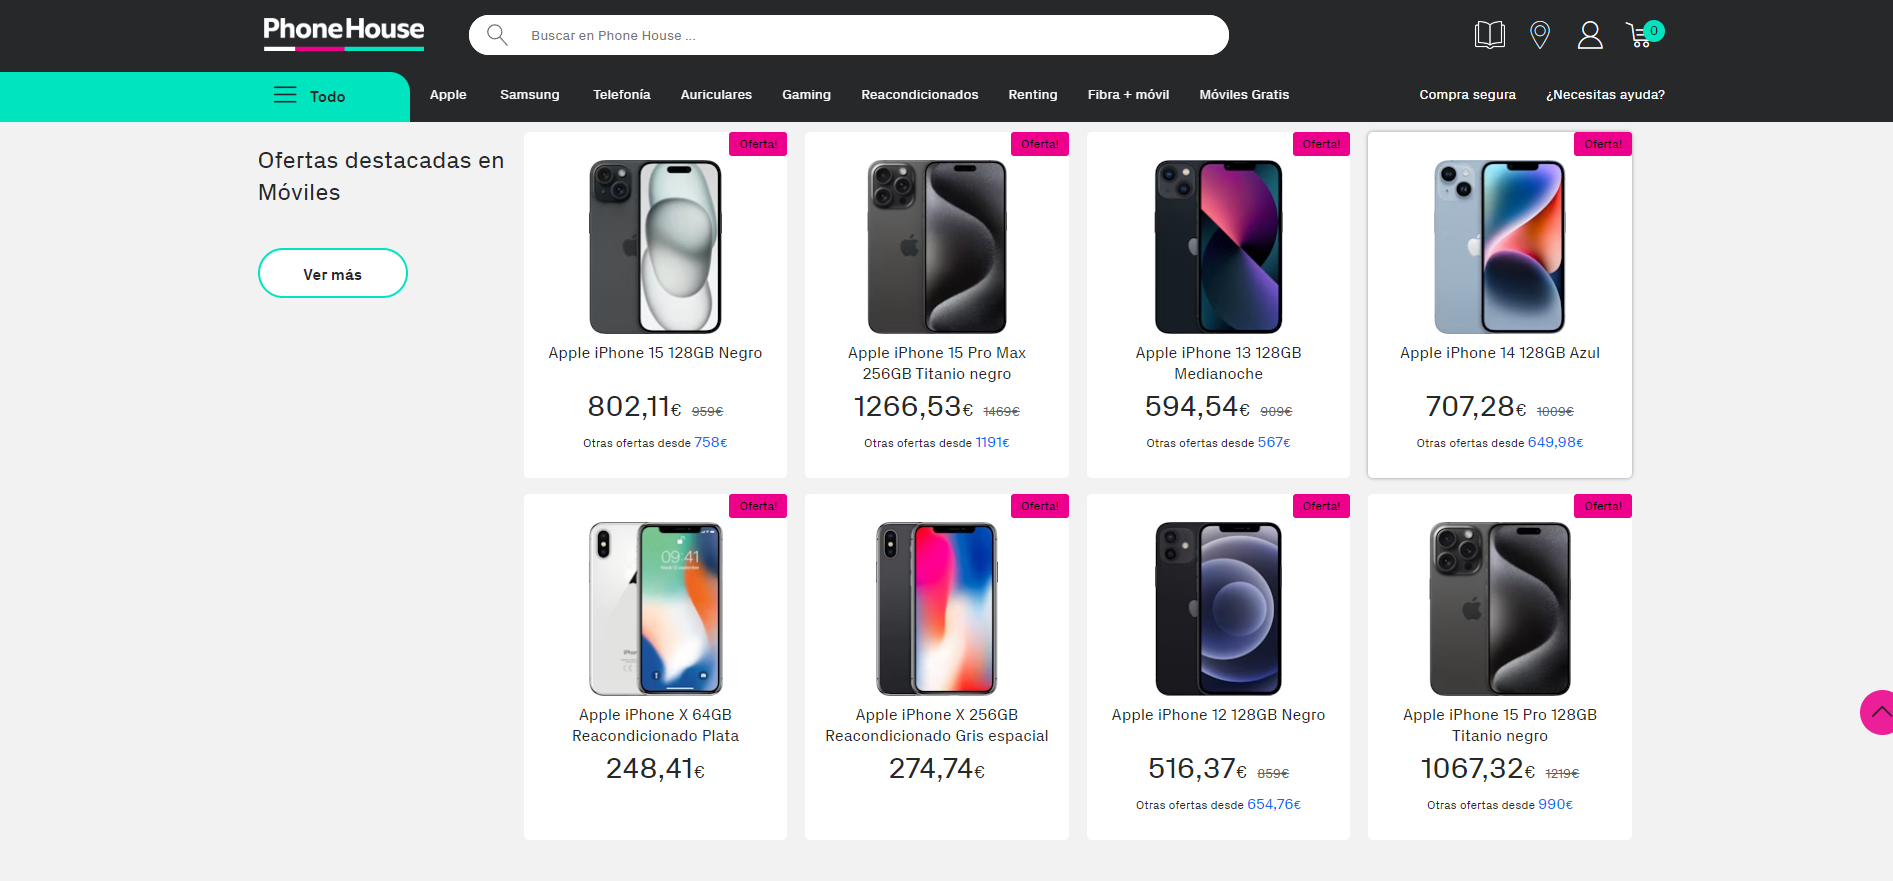 PhoneHouse
Buscar en Phone House ...
0
Todo
Apple
Samsung
Telefonía
Auriculares
Gaming
Reacondicionados
Renting
Fibra + móvil
Móviles Gratis
Compra segura
¿Necesitas ayuda?
Ofertas destacadas en
Móviles
Ver más
Oferta!
Apple iPhone 15 128GB Negro
802,11€ 959€
Otras ofertas desde 758€
Oferta!
Apple iPhone 15 Pro Max
256GB Titanio negro
1266,53€ 1469€
Otras ofertas desde 1191€
Oferta!
Apple iPhone 13 128GB
Medianoche
594,54€ 909€
Otras ofertas desde 567€
Oferta!
Apple iPhone 14 128GB Azul
707,28€ 1009€
Otras ofertas desde 649,98€
Oferta!
09:41
Apple iPhone X 64GB
Reacondicionado Plata
248,41€
Oferta!
Apple iPhone X 256GB
Reacondicionado Gris espacial
274,74€
Oferta!
Apple iPhone 12 128GB Negro
516,37€ 859€
Otras ofertas desde 654,76€
Oferta!
Apple iPhone 15 Pro 128GB
Titanio negro
1067,32€ 1219€
Otras ofertas desde 990€